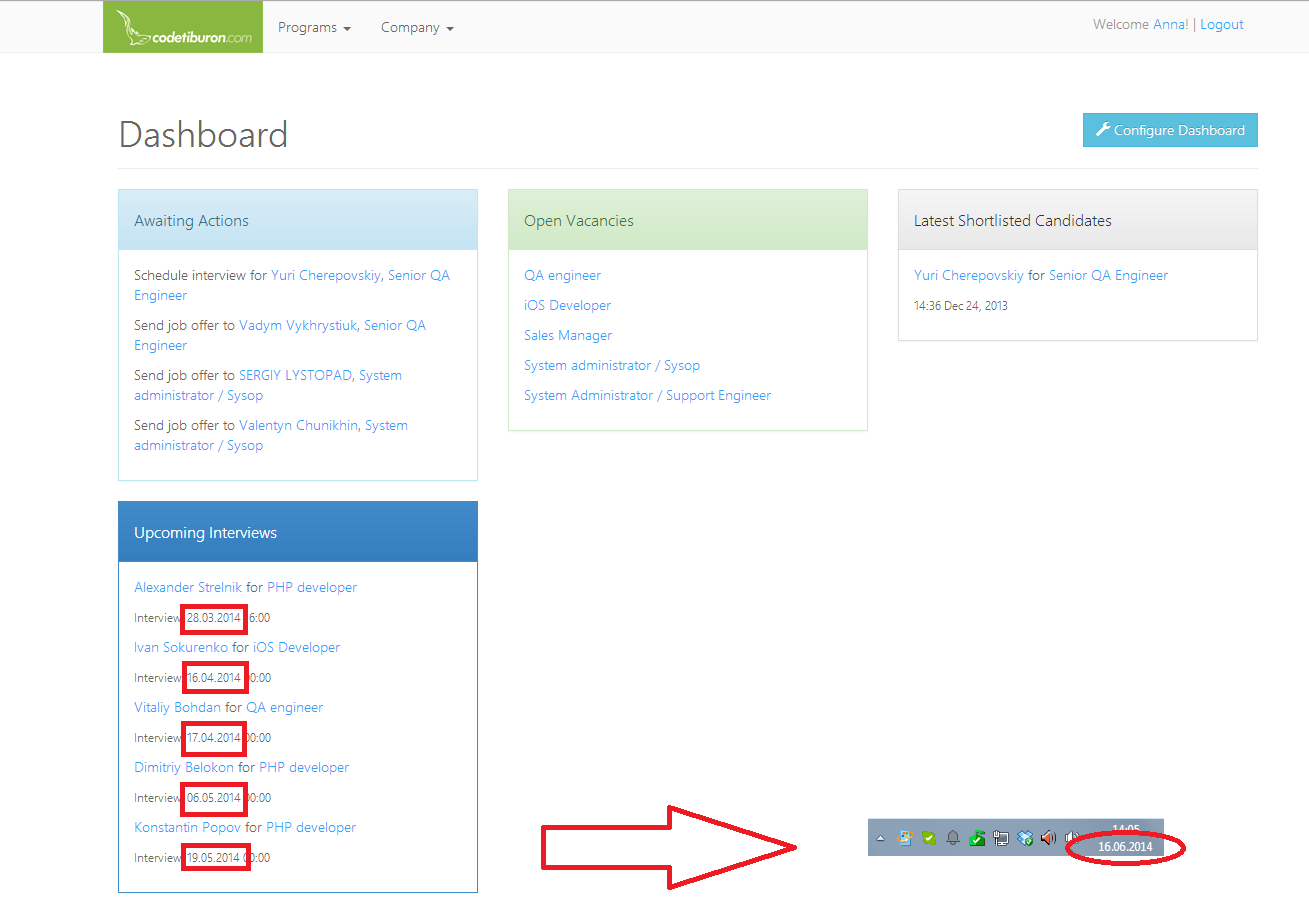 codetiburon.com
Programs
Company
Welcome Anna! | Logout
Dashboard
Configure Dashboard
Awaiting Actions
Schedule interview for Yuri Cherepovskiy, Senior QA
Engineer
Send job offer to Vadym Vykhrystiuk, Senior QA
Engineer
Send job offer to SERGIY LYSTOPAD, System
administrator / Sysop
Send job offer to Valentyn Chunikhin, System
administrator / Sysop
Open Vacancies
QA engineer
iOS Developer
Sales Manager
System administrator / Sysop
System Administrator / Support Engineer
Latest Shortlisted Candidates
Yuri Cherepovskiy for Senior QA Engineer
14:36 Dec 24, 2013
Upcoming Interviews
Alexander Strelnik for PHP developer
Interview 28.03.2014 6:00
Ivan Sokurenko for iOS Developer
Interview 16.04.2014 00:00
Vitaliy Bohdan for QA engineer
Interview 17.04.2014 00:00
Dimitriy Belokon for PHP developer
Interview 06.05.2014 00:00
Konstantin Popov for PHP developer
Interview 19.05.2014 00:00
14:05
16.06.2014